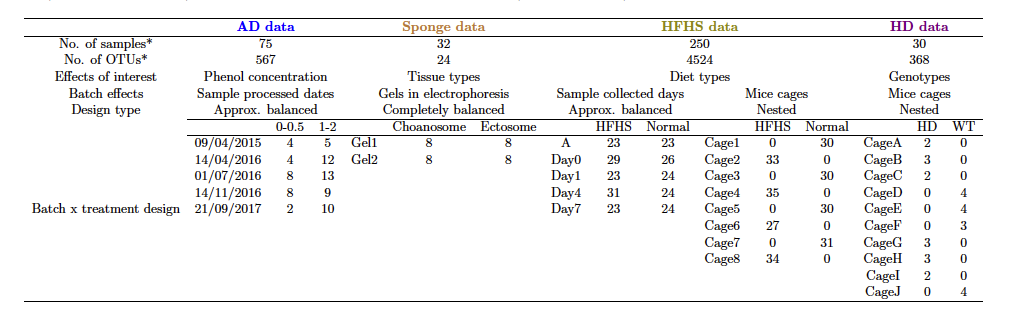 AD data Sponge data HFHS data HD data
No. of samples* 75 32 250 30
No. of OTUs* 567 24 4524 368
Effects of interest Phenol concentration Tissue types Diet types Genotypes
Batch effects Sample processed dates Gels in electrophoresis Sample collected days Mice cages Mice cages
Design type Approx. balanced Completely balanced Approx. balanced Nested Nested
0-0.5 1-2 Choanosome Ectosome HFHS Normal HFHS Normal HD WT
09/04/2015 4 5 Gel1 8 8 A 23 23 Cage1 0 30 CageA 2 0
14/04/2016 4 12 Gel2 8 8 Day0 29 26 Cage2 33 0 CageB 3 0
01/07/2016 8 13 Day1 23 24 Cage3 0 30 CageC 2 0
14/11/2016 8 9 Day4 31 24 Cage4 35 0 CageD 0 4
Batch x treatment design 21/09/2017 2 10 Day7 23 24 Cage5 0 30 CageE 0 4
Cage6 27 0 CageF 0 3
Cage7 0 31 CageG 3 0
Cage8 34 0 CageH 3 0
CageI 2 0
CageJ 0 4